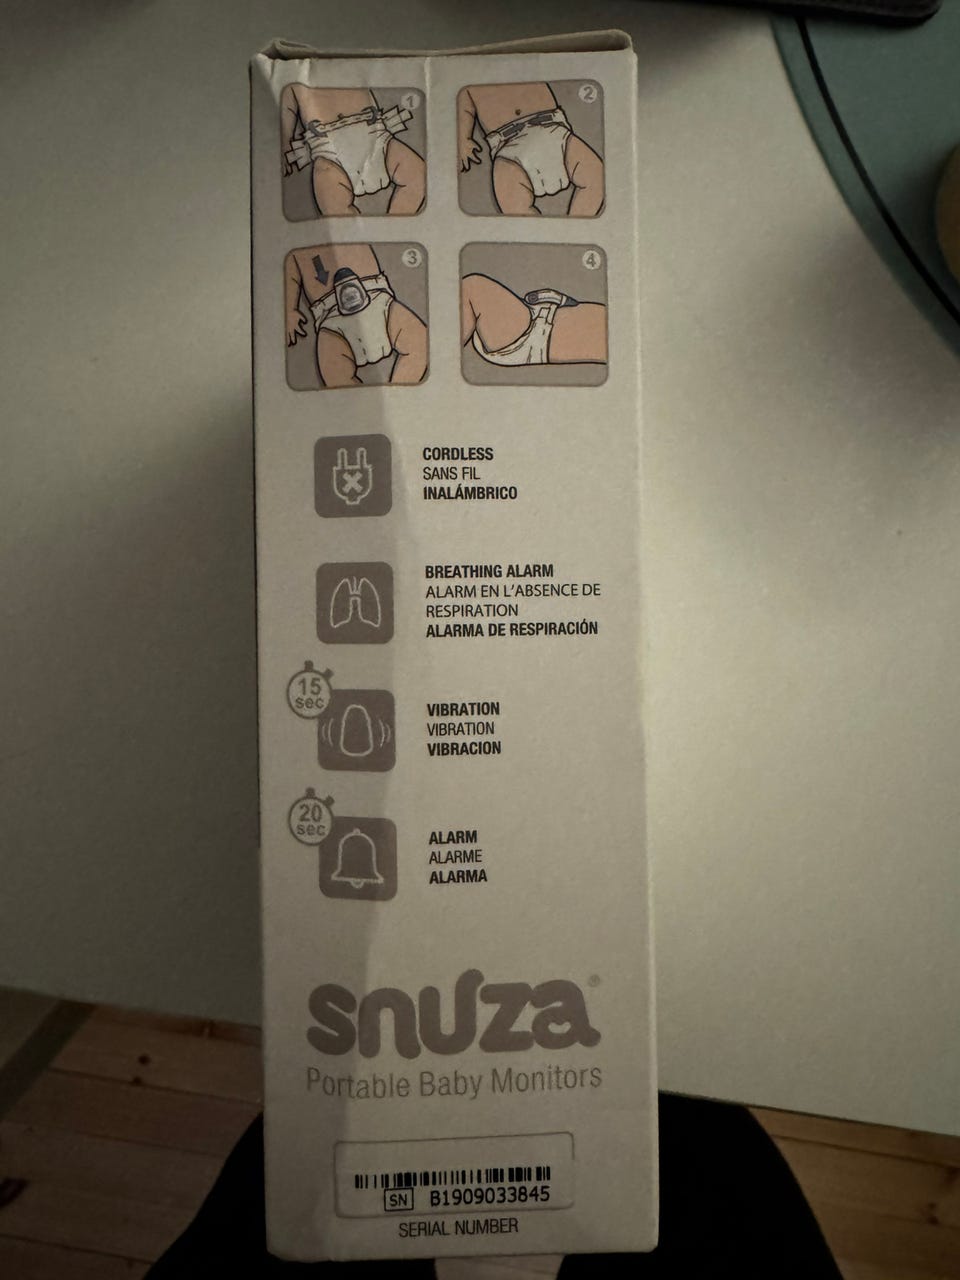 1
2
3
4
CORDLESS
SANS FIL
INALÁMBRICO
BREATHING ALARM
ALARM EN L'ABSENCE DE
RESPIRATION
ALARMA DE RESPIRACIÓN
15
sec
VIBRATION
VIBRATION
VIBRACION
20
sec
ALARM
ALARME
ALARMA
snuza®
Portable Baby Monitors
SN B1909033845
SERIAL NUMBER